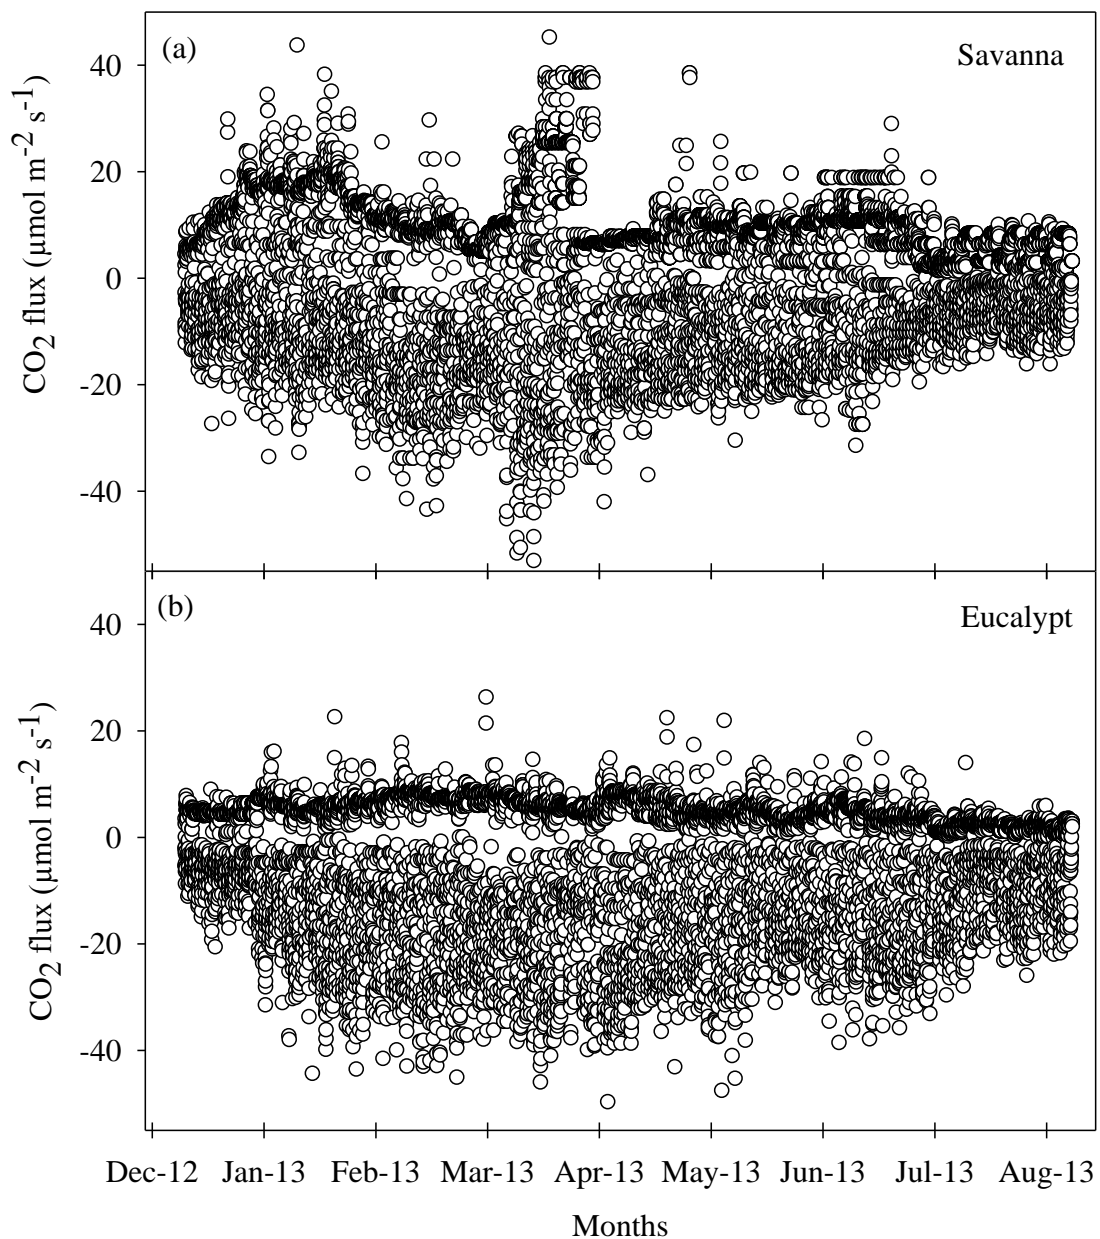 (a)
Savanna
40
20
0
-20
-40
CO2 flux (µmol m-2 s-1)
(b)
Eucalypt
40
20
0
-20
-40
CO2 flux (µmol m-2 s-1)
Dec-12 Jan-13 Feb-13 Mar-13 Apr-13 May-13 Jun-13 Jul-13 Aug-13
Months